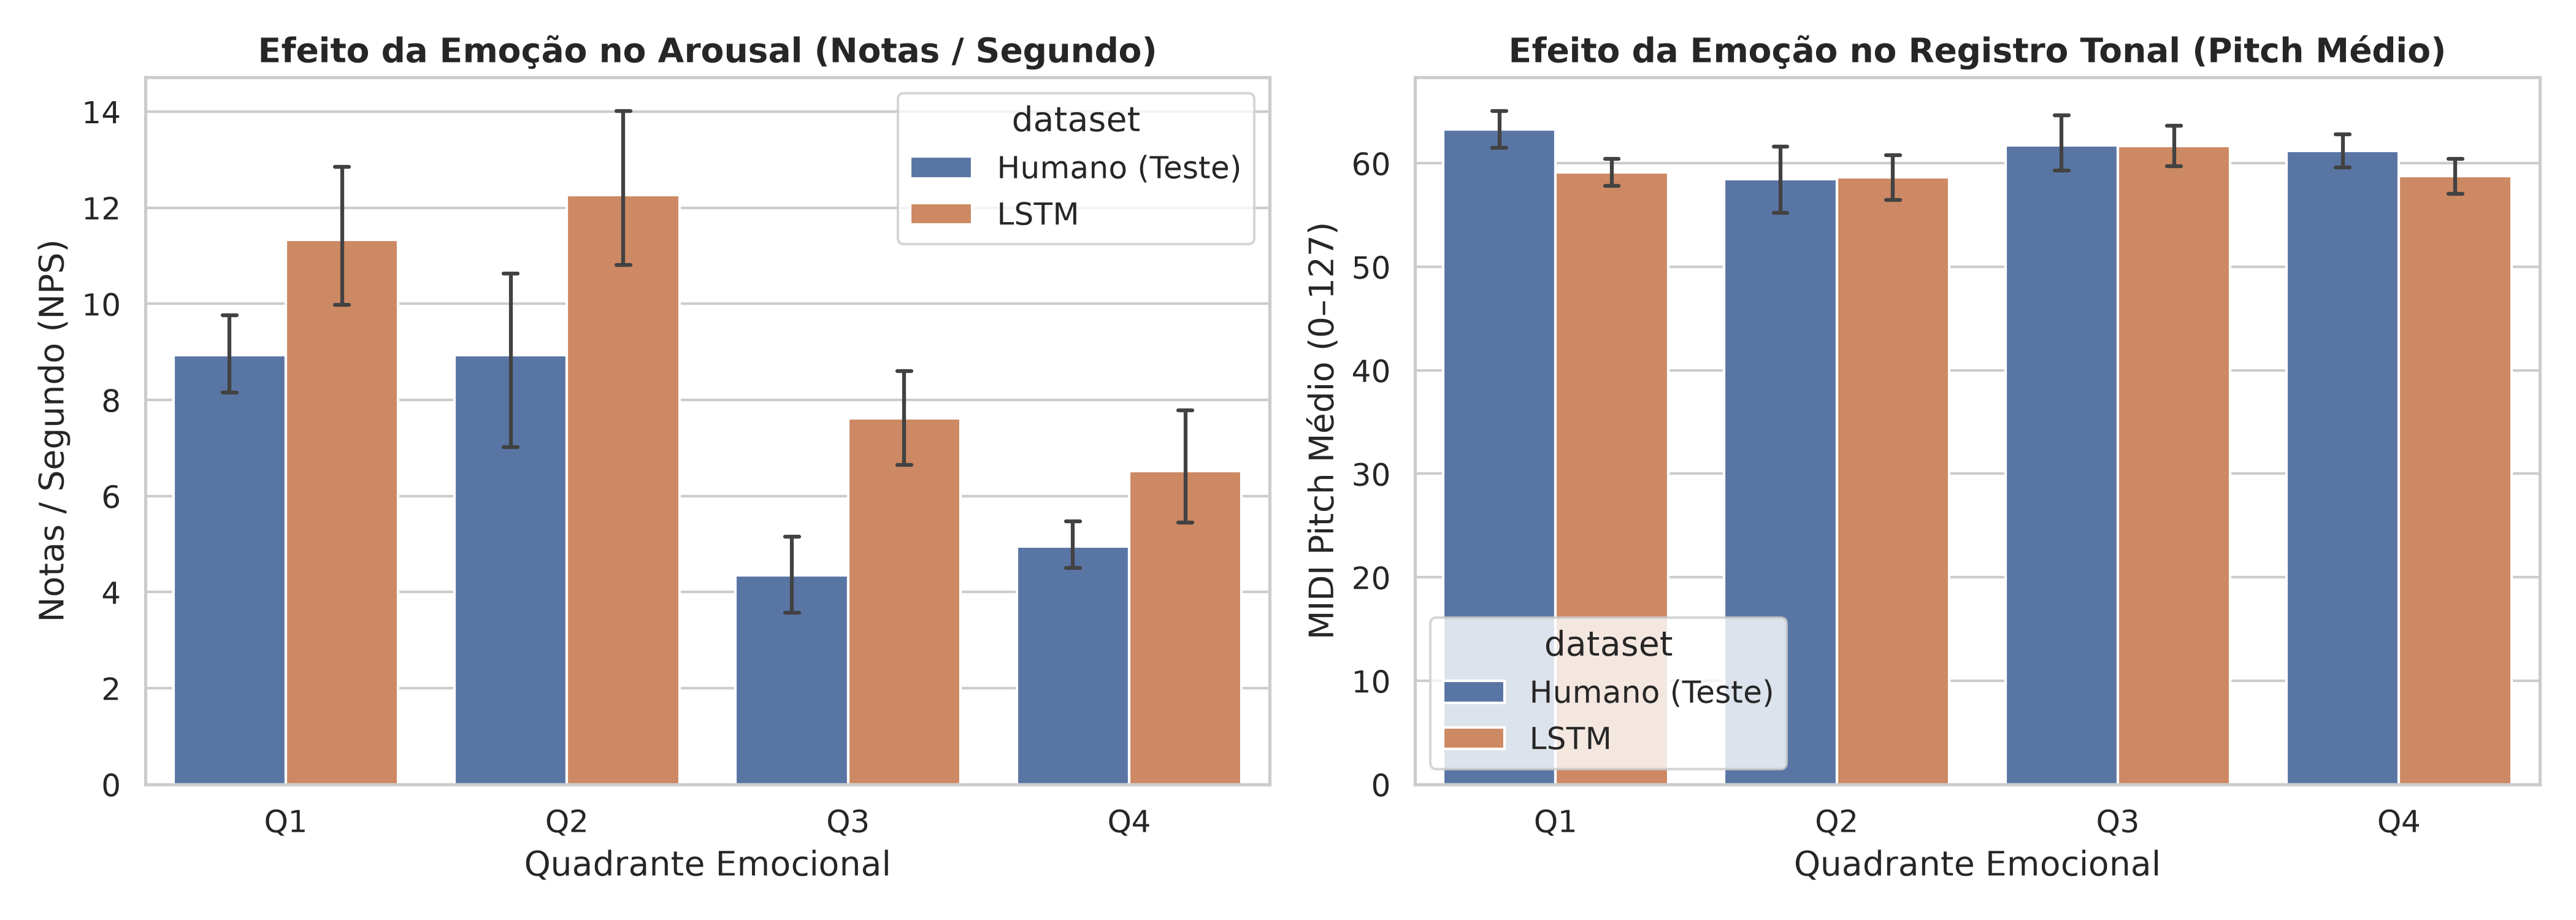 Efeito da Emoção no Arousal (Notas / Segundo)
Notas / Segundo (NPS)
14
12
10
8
6
4
2
0
dataset
Humano (Teste)
LSTM
Q1 Q2 Q3 Q4
Quadrante Emocional
Efeito da Emoção no Registro Tonal (Pitch Médio)
MIDI Pitch Médio (0–127)
60
50
40
30
20
10
0
dataset
Humano (Teste)
LSTM
Q1 Q2 Q3 Q4
Quadrante Emocional